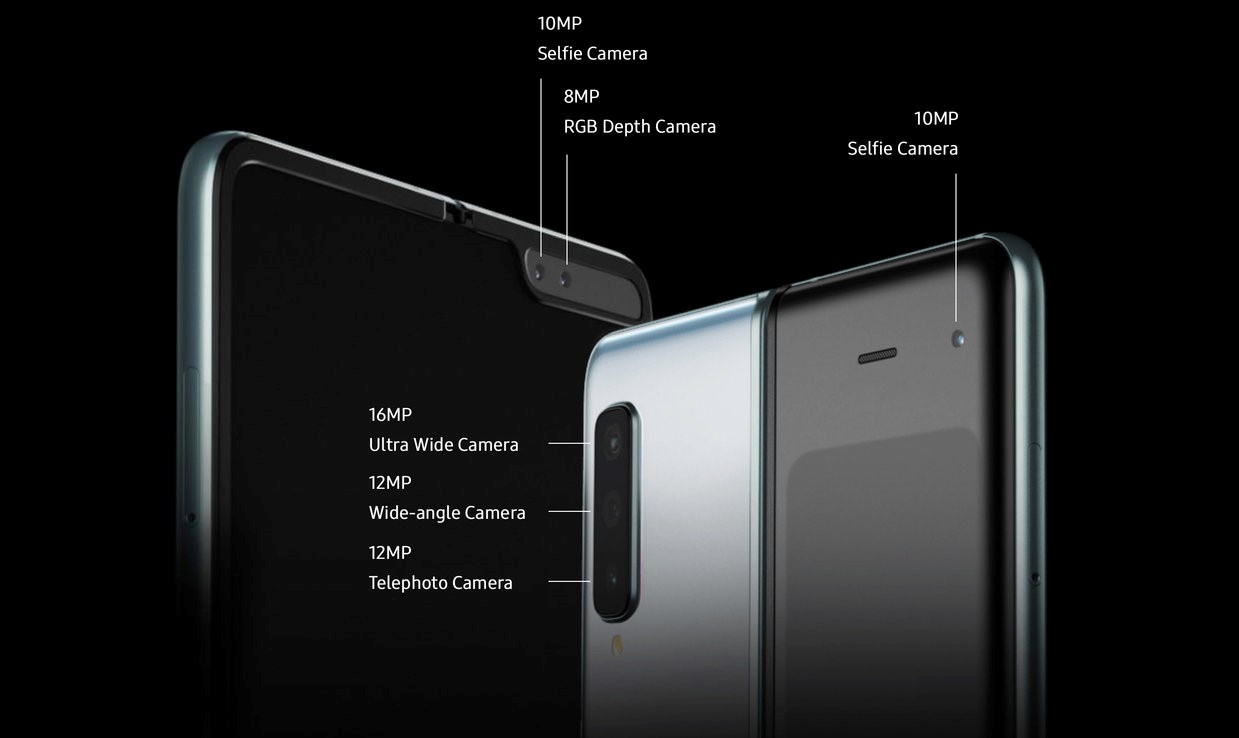 10MP
Selfie Camera
8MP
RGB Depth Camera
10MP
Selfie Camera
16MP
Ultra Wide Camera
12MP
Wide-angle Camera
12MP
Telephoto Camera